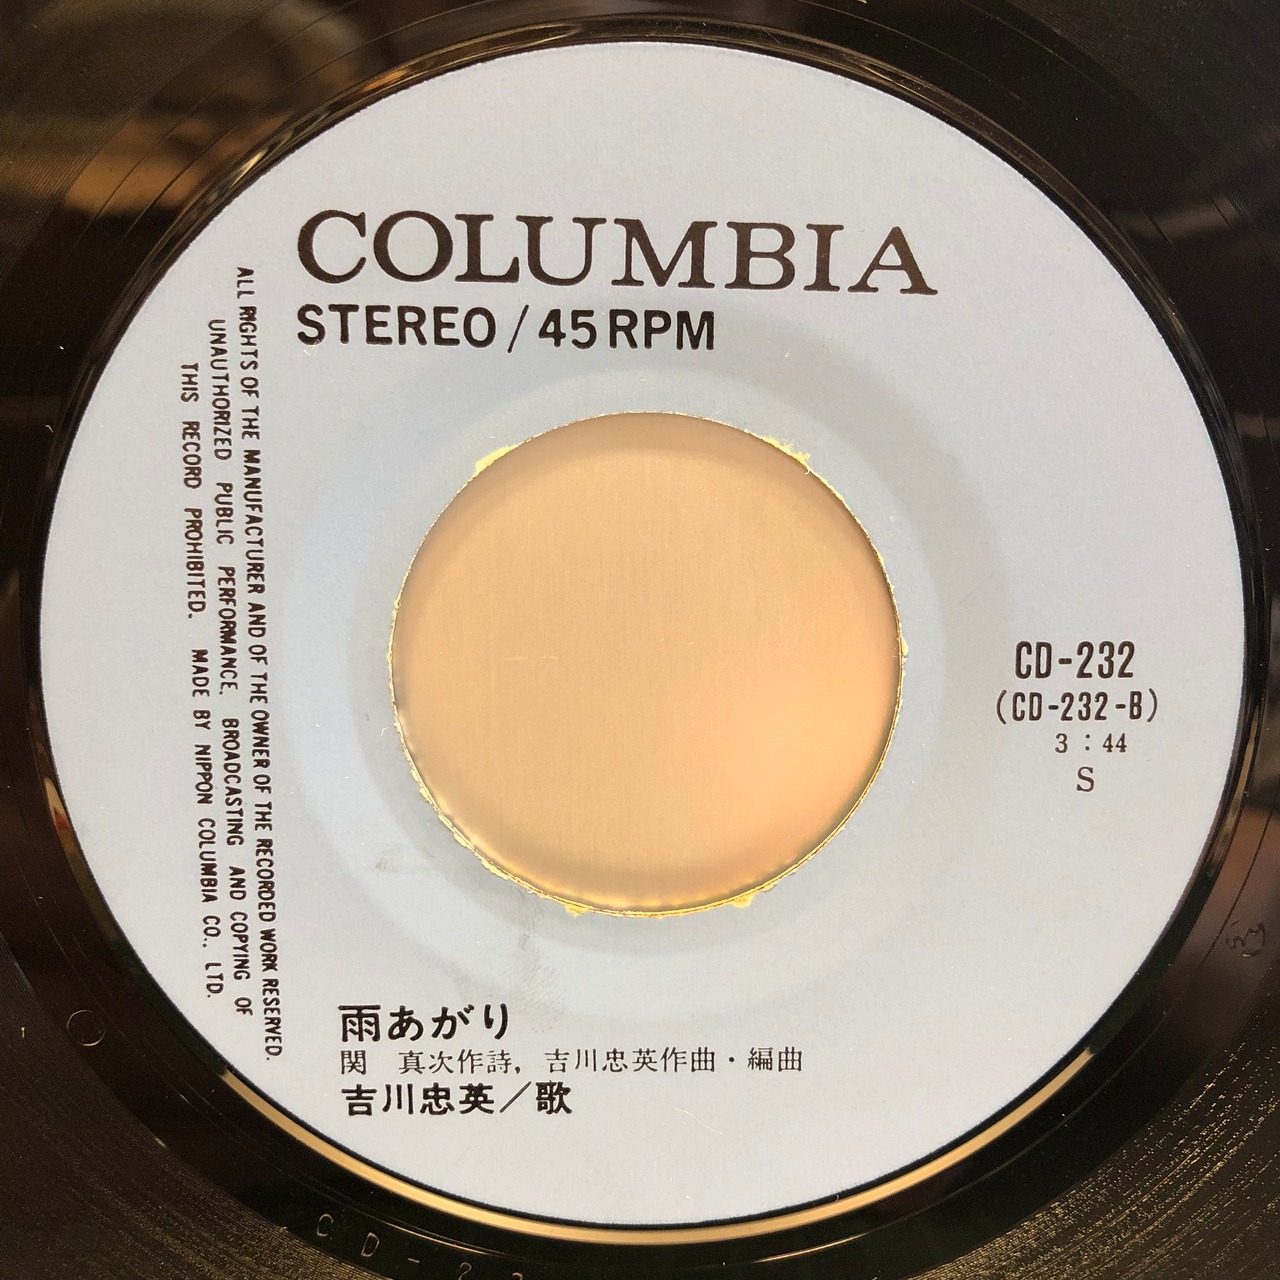 COLUMBIA
STEREO / 45 RPM
ALL RIGHTS OF THE MANUFACTURER AND OF THE OWNER OF THE RECORDED WORK RESERVED.
UNAUTHORIZED PUBLIC PERFORMANCE, BROADCASTING AND COPYING OF
THIS RECORD PROHIBITED. MADE BY NIPPON COLUMBIA CO., LTD.
CD-232
(CD-232-B)
3:44
S
雨あがり
関 真次作詩, 吉川忠英作曲・編曲
吉川忠英/歌